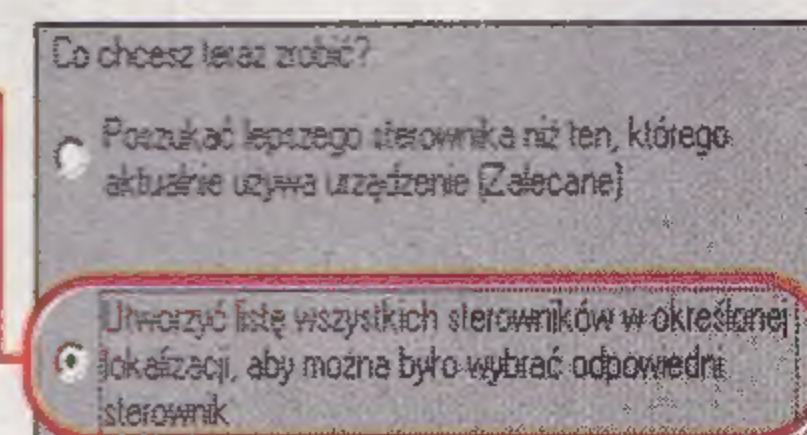 Co chcesz teraz zrobić?
Poszukać lepszego sterownika niż ten, którego
aktualnie używa urządzenie (Zalecane)
Utworzyć listę wszystkich sterowników w określonej
lokalizacji, aby można było wybrać odpowiedni
sterownik